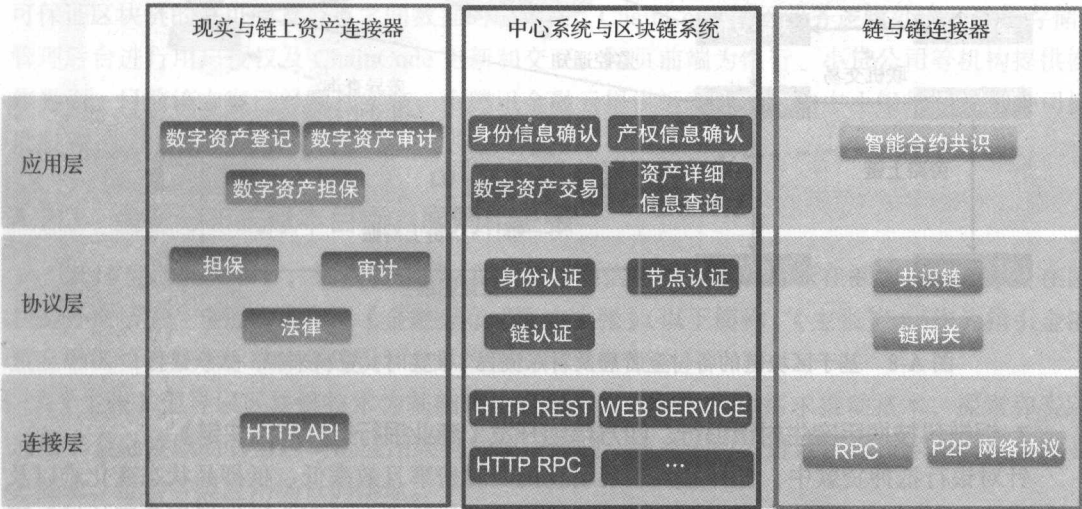 现实与链上资产连接器
中心系统与区块链系统
链与链连接器
应用层
数字资产登记
数字资产审计
数字资产担保
身份信息确认
产权信息确认
数字资产交易
资产详细
信息查询
智能合约共识
协议层
担保
审计
法律
身份认证
节点认证
链认证
共识链
链网关
连接层
HTTP API
HTTP REST
WEB SERVICE
HTTP RPC
…
RPC
P2P 网络协议